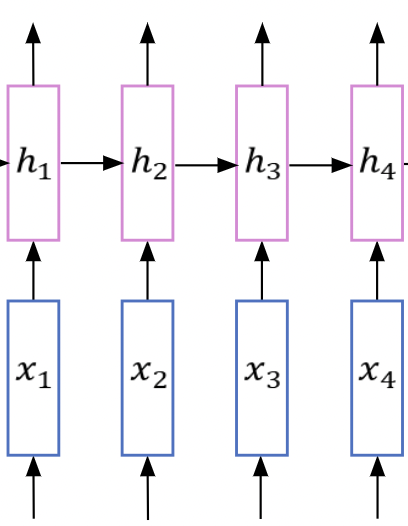 h₁ h₂ h₃ h₄
x₁ x₂ x₃ x₄